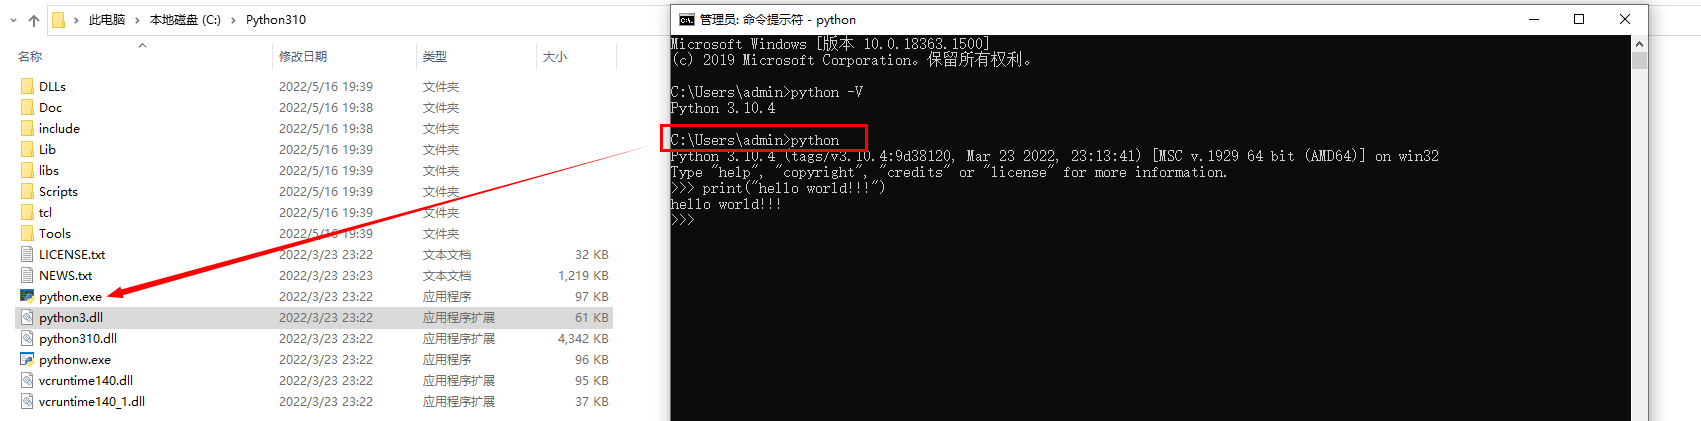 此电脑 › 本地磁盘 (C:) › Python310
名称 修改日期 类型 大小
DLLs 2022/5/16 19:39 文件夹
Doc 2022/5/16 19:38 文件夹
include 2022/5/16 19:38 文件夹
Lib 2022/5/16 19:39 文件夹
libs 2022/5/16 19:39 文件夹
Scripts 2022/5/16 19:39 文件夹
tcl 2022/5/16 19:39 文件夹
Tools 2022/5/16 19:39 文件夹
LICENSE.txt 2022/3/23 23:22 文本文档 32 KB
NEWS.txt 2022/3/23 23:23 文本文档 1,219 KB
python.exe 2022/3/23 23:22 应用程序 97 KB
python3.dll 2022/3/23 23:22 应用程序扩展 61 KB
python310.dll 2022/3/23 23:22 应用程序扩展 4,342 KB
pythonw.exe 2022/3/23 23:22 应用程序 96 KB
vcruntime140.dll 2022/3/23 23:22 应用程序扩展 95 KB
vcruntime140_1.dll 2022/3/23 23:22 应用程序扩展 37 KB
管理员: 命令提示符 - python
Microsoft Windows [版本 10.0.18363.1500]
(c) 2019 Microsoft Corporation。保留所有权利。
C:\Users\admin>python -V
Python 3.10.4
C:\Users\admin>python
Python 3.10.4 (tags/v3.10.4:9d38120, Mar 23 2022, 23:13:41) [MSC v.1929 64 bit (AMD64)] on win32
Type "help", "copyright", "credits" or "license" for more information.
>>> print("hello world!!!")
hello world!!!
>>>